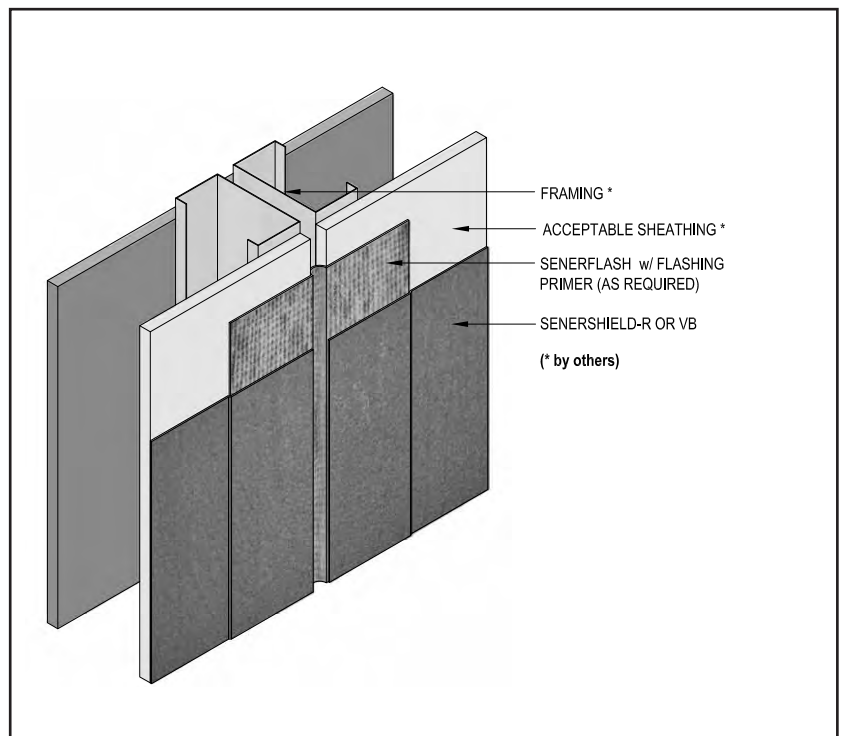 FRAMING *
ACCEPTABLE SHEATHING *
SENERFLASH w/ FLASHING
PRIMER (AS REQUIRED)
SENERSHIELD-R OR VB
(* by others)